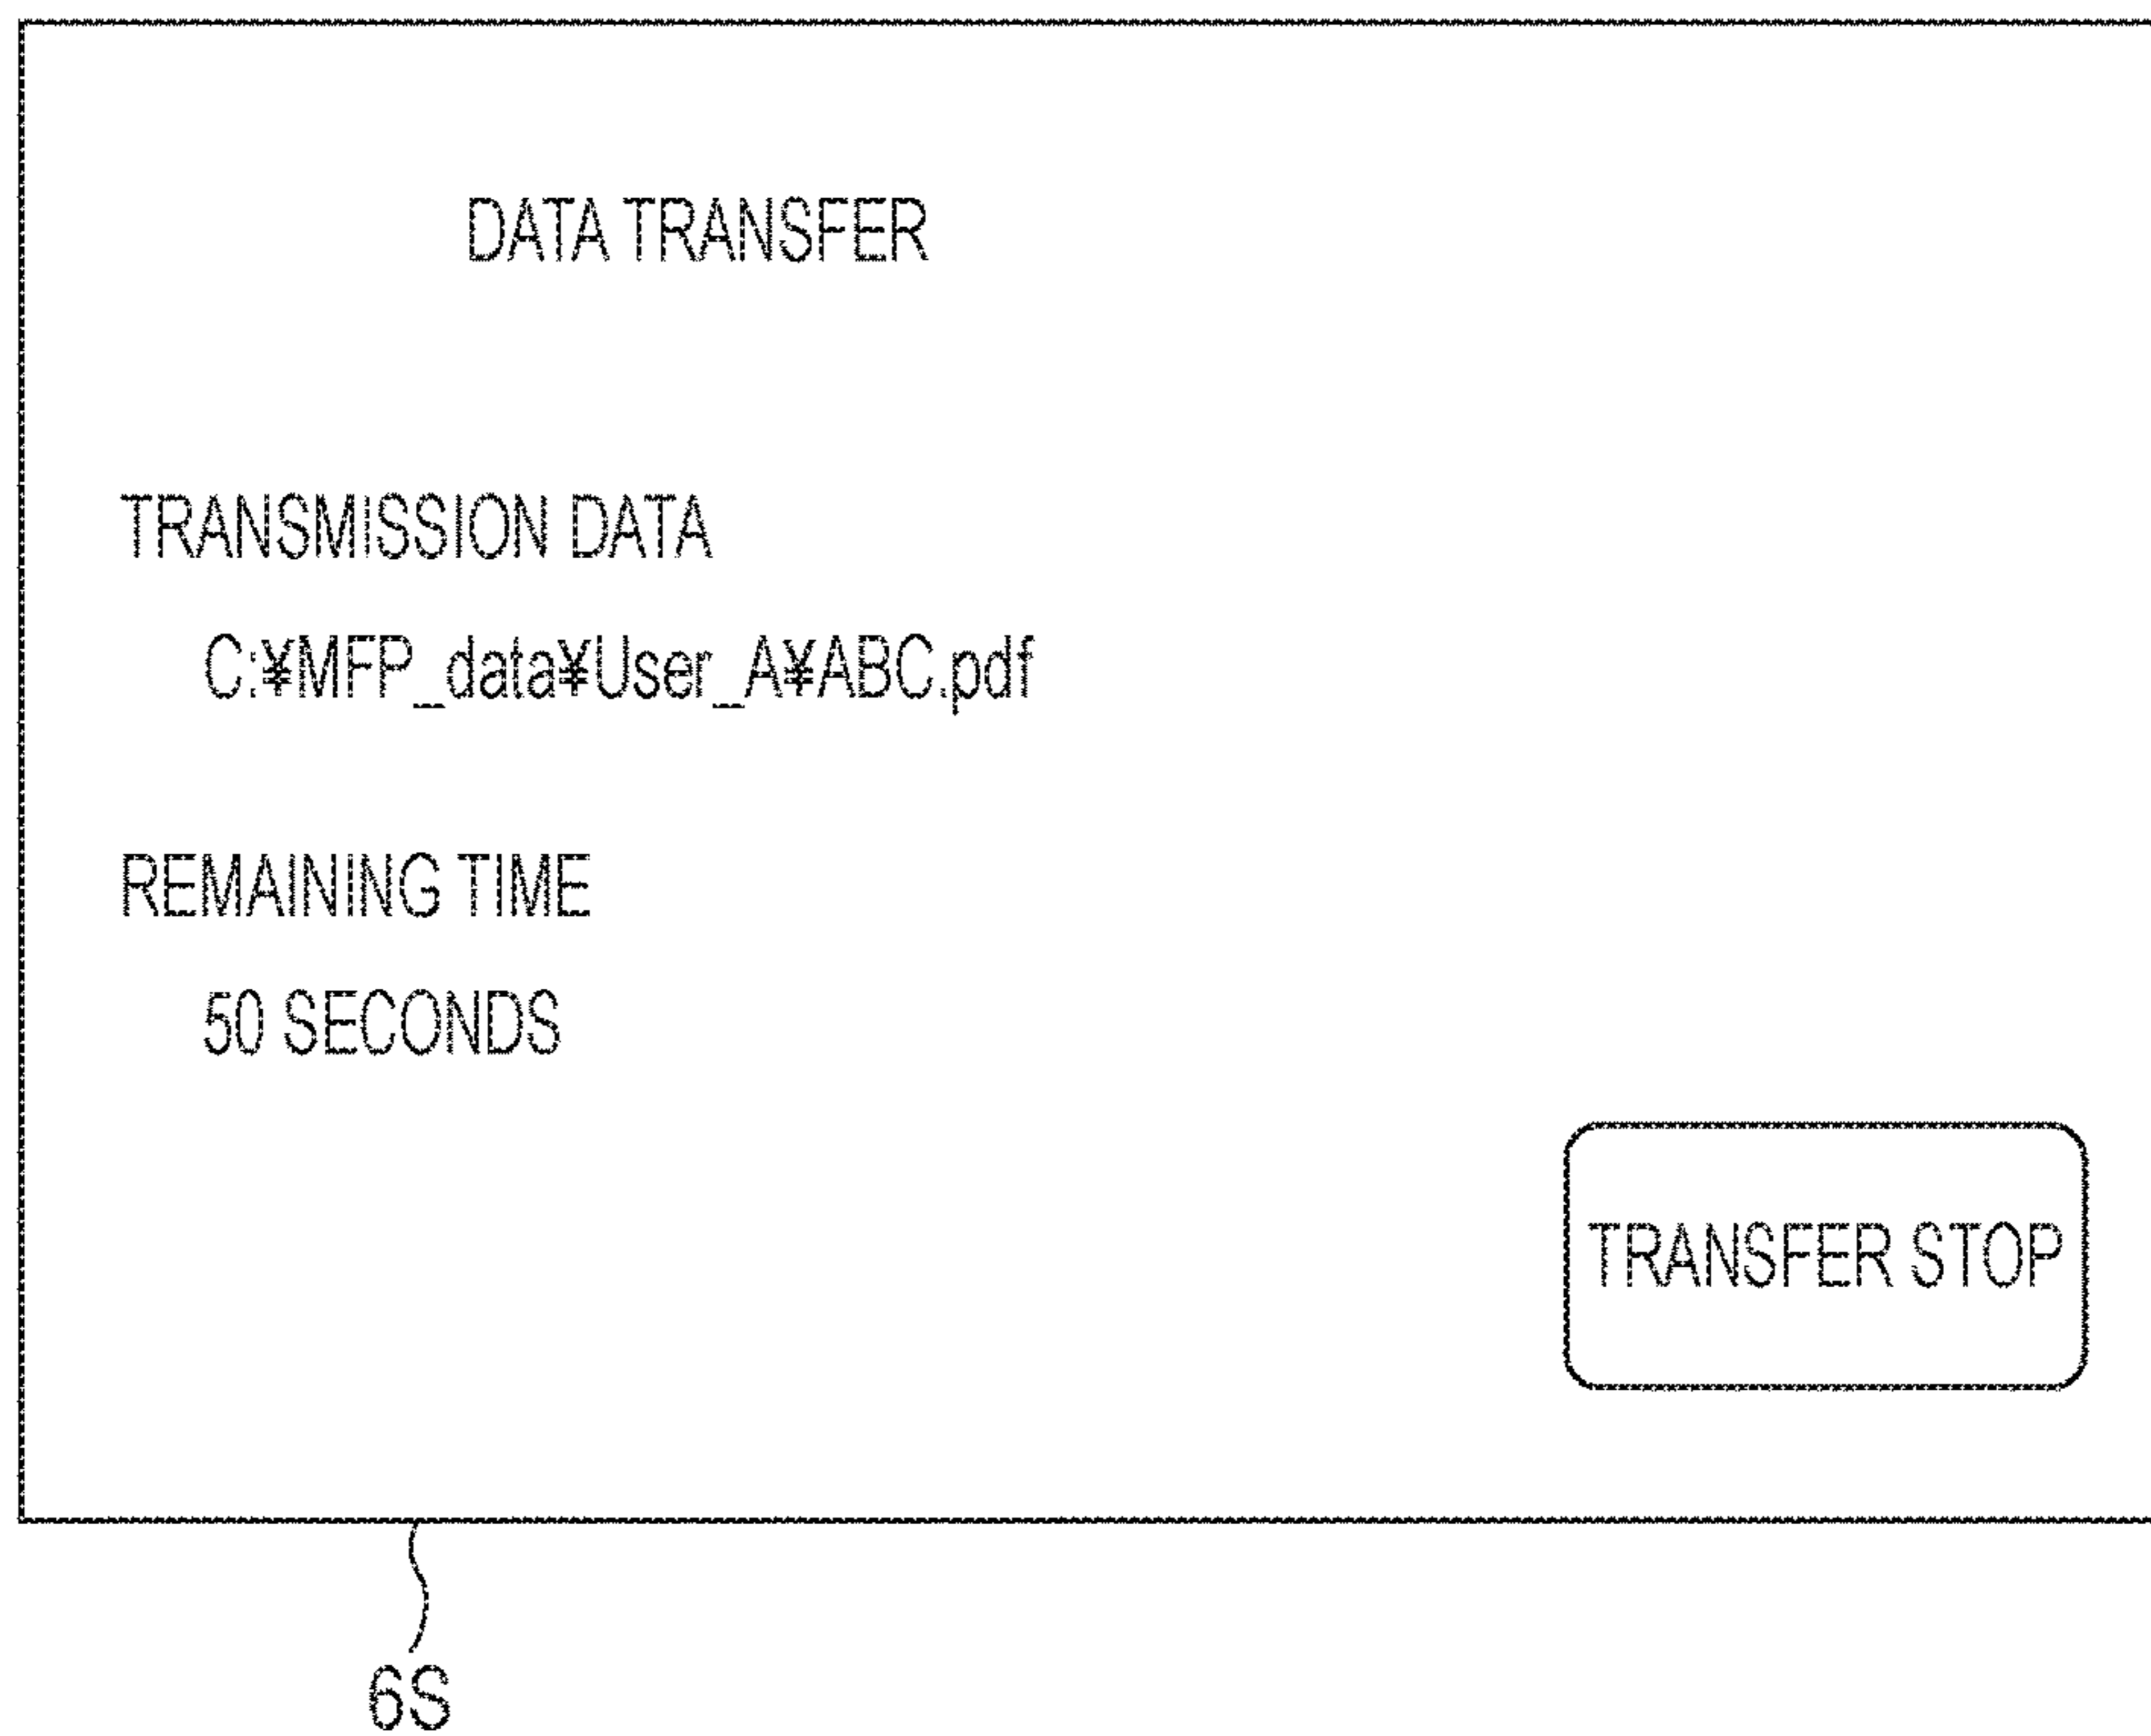 DATA TRANSFER
TRANSMISSION DATA
C:¥MFP_data¥User_A¥ABC.pdf
REMAINING TIME
50 SECONDS
TRANSFER STOP
6S